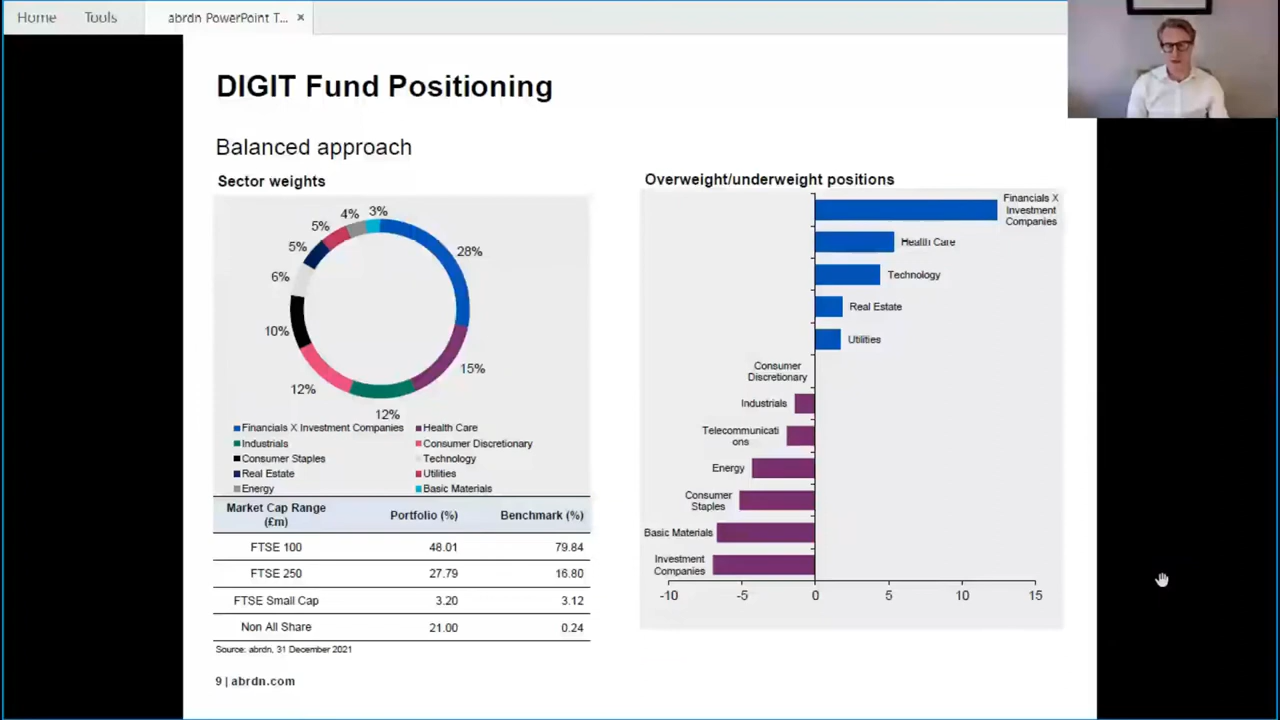 Home Tools abrdn PowerPoint T... ×
DIGIT Fund Positioning
Balanced approach
Sector weights
3%
4%
5%
5%
6%
10%
12%
12%
15%
28%
Financials X Investment Companies
Health Care
Industrials
Consumer Discretionary
Consumer Staples
Technology
Real Estate
Utilities
Energy
Basic Materials
Market Cap Range
(£m)
Portfolio (%)
Benchmark (%)
FTSE 100 48.01 79.84
FTSE 250 27.79 16.80
FTSE Small Cap 3.20 3.12
Non All Share 21.00 0.24
Source: abrdn, 31 December 2021
9 | abrdn.com
Overweight/underweight positions
Financials X
Investment
Companies
Health Care
Technology
Real Estate
Utilities
Consumer
Discretionary
Industrials
Telecommunicati
ons
Energy
Consumer
Staples
Basic Materials
Investment
Companies
-10 -5 0 5 10 15